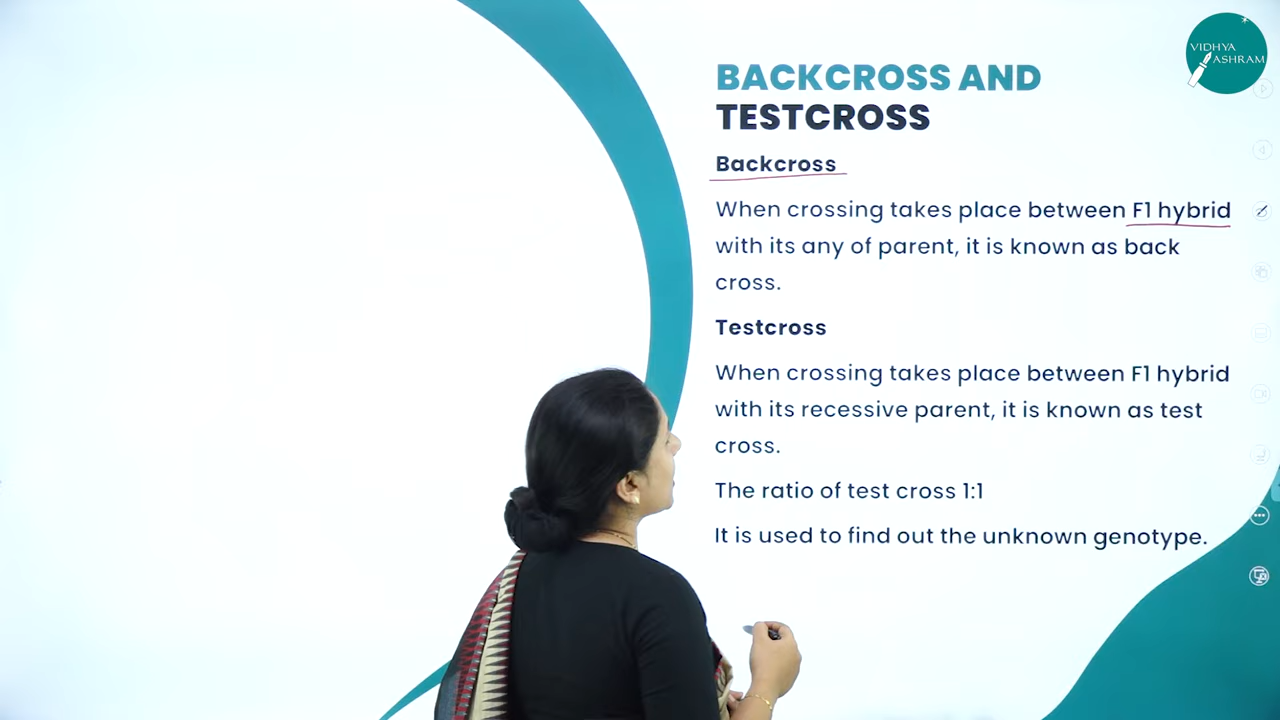 VIDHYA
ASHRAM
BACKCROSS AND
TESTCROSS
Backcross
When crossing takes place between F1 hybrid
with its any of parent, it is known as back
cross.
Testcross
When crossing takes place between F1 hybrid
with its recessive parent, it is known as test
cross.
The ratio of test cross 1:1
It is used to find out the unknown genotype.